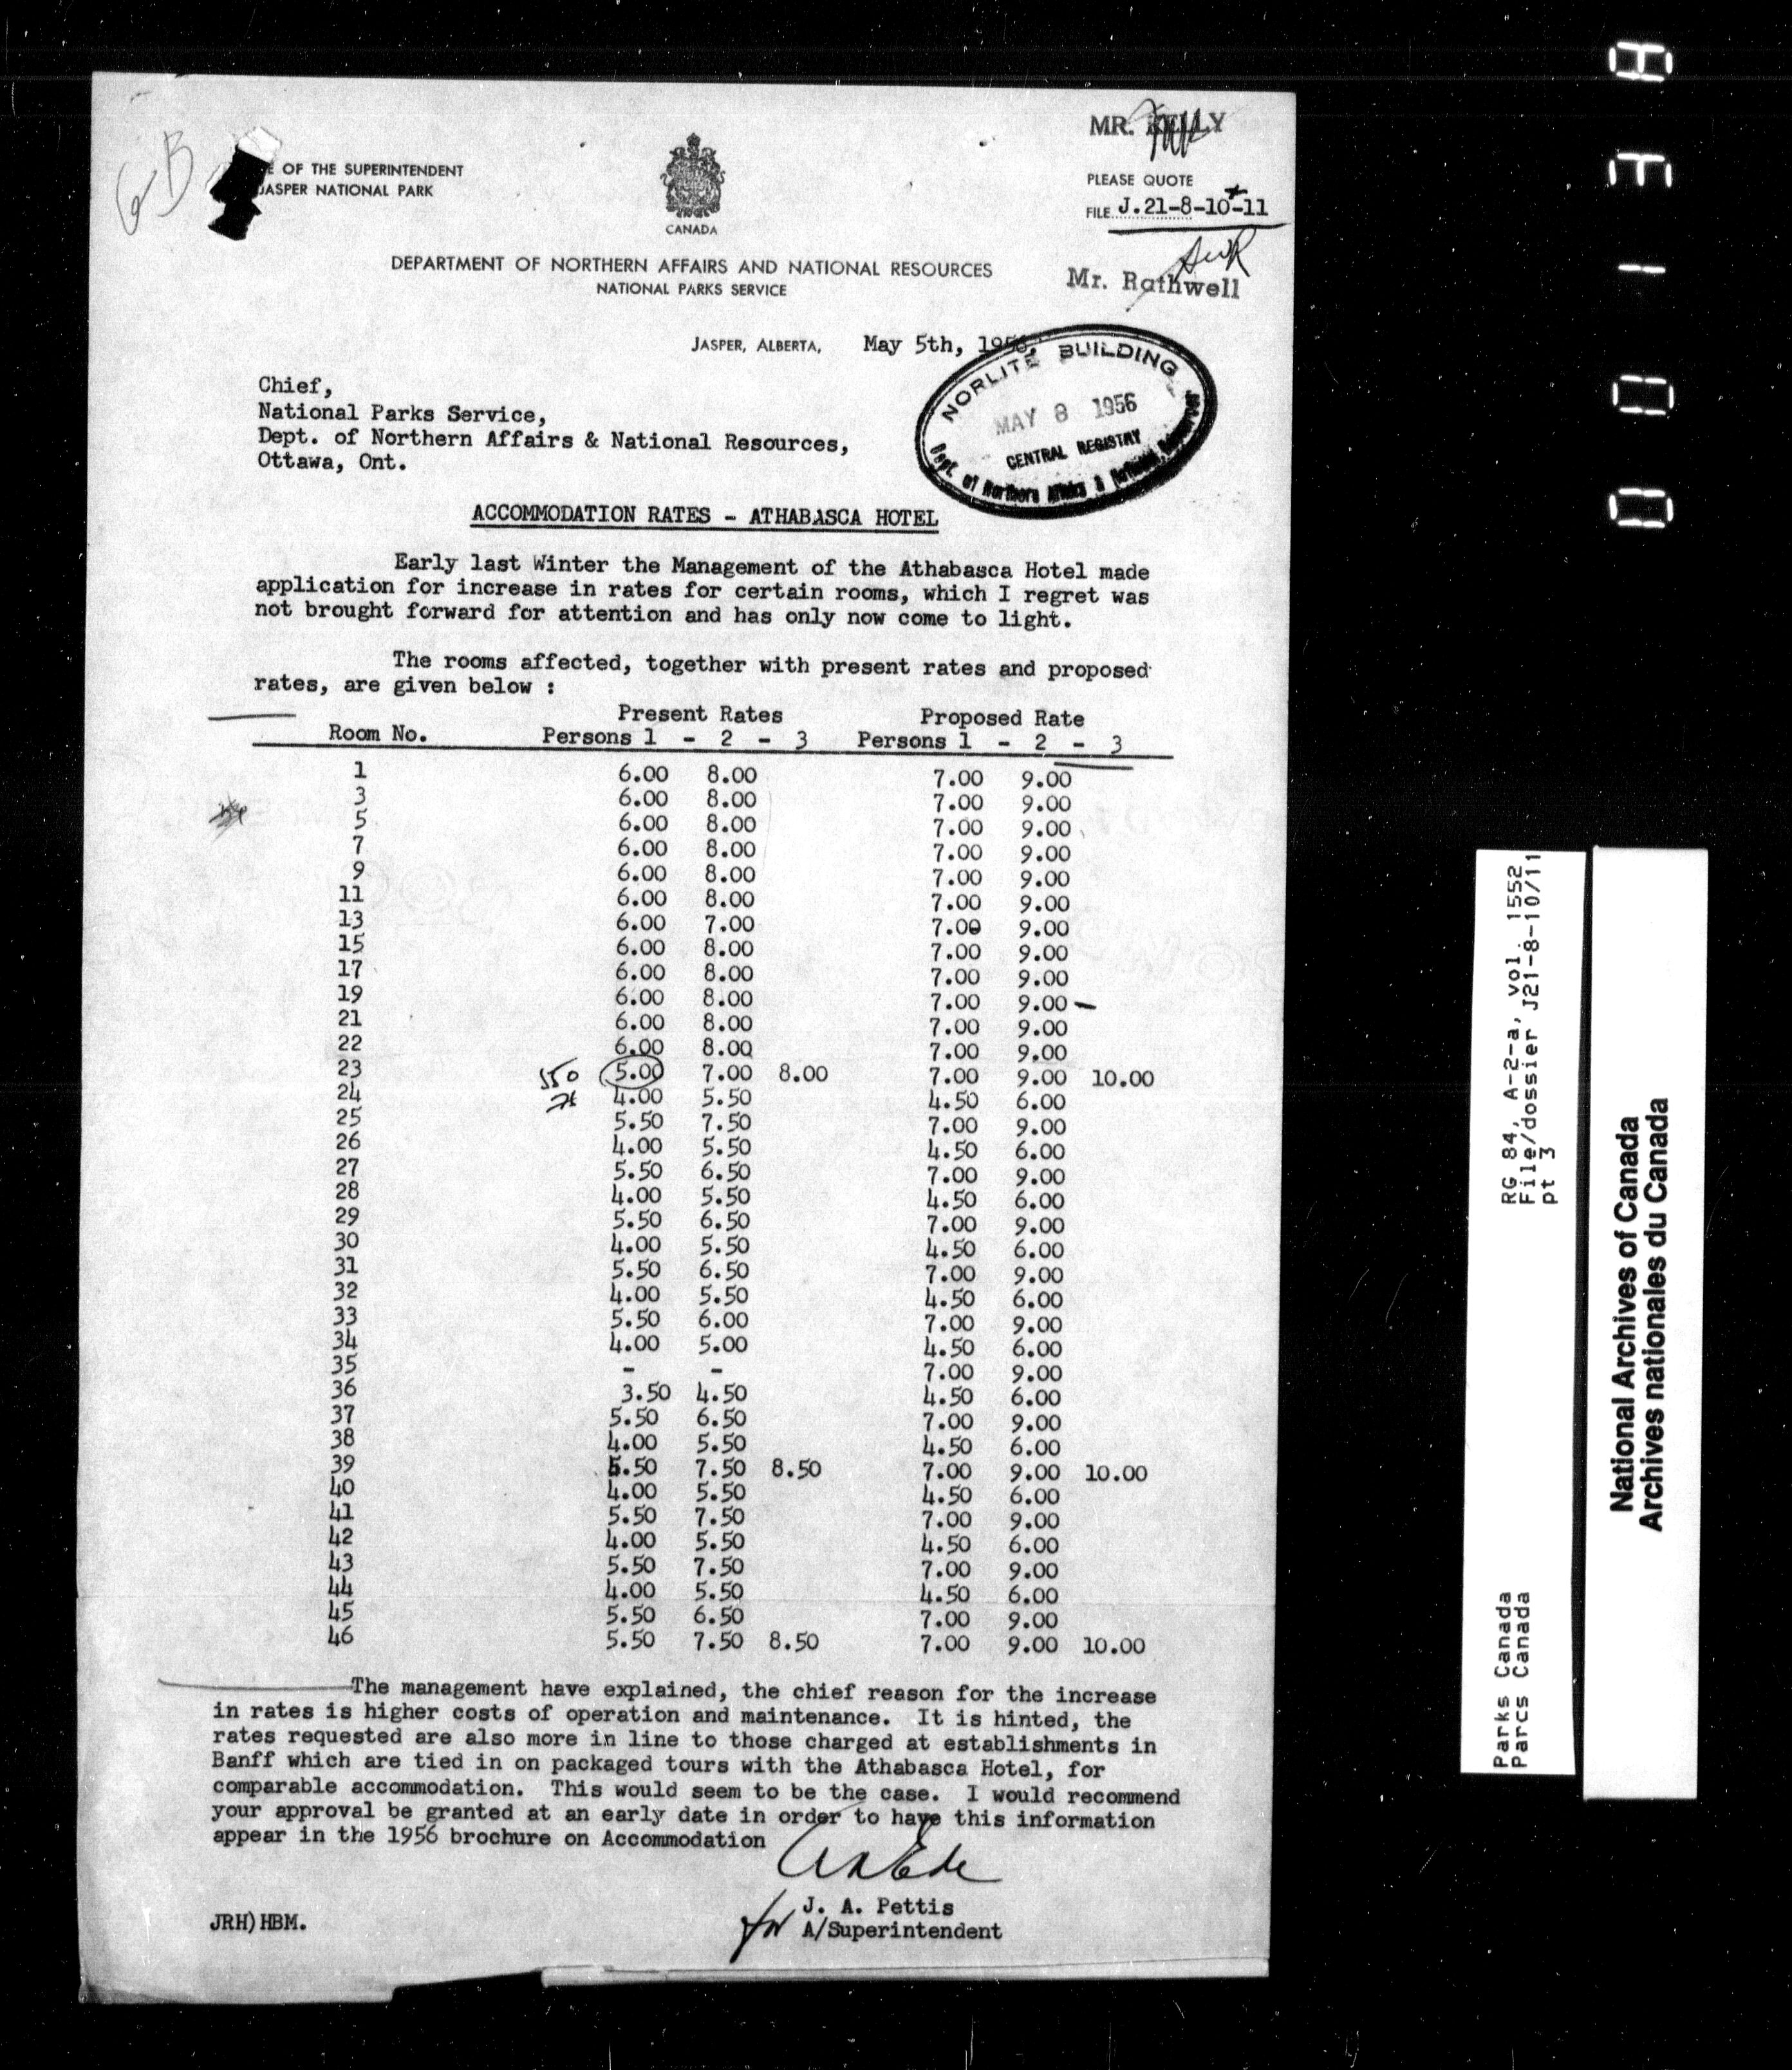 MR. KELLY
E OF THE SUPERINTENDENT
JASPER NATIONAL PARK
CANADA
PLEASE QUOTE
FILE J.21-8-10+11
DEPARTMENT OF NORTHERN AFFAIRS AND NATIONAL RESOURCES
NATIONAL PARKS SERVICE
Mr. Rathwell
JASPER, ALBERTA, May 5th, 1956,
NORLITE BUILDING
MAY 8 1956
CENTRAL REGISTRY
Dept. of Northern Affairs & National Resources
Chief,
National Parks Service,
Dept. of Northern Affairs & National Resources,
Ottawa, Ont.
ACCOMMODATION RATES - ATHABASCA HOTEL
Early last Winter the Management of the Athabasca Hotel made
application for increase in rates for certain rooms, which I regret was
not brought forward for attention and has only now come to light.
The rooms affected, together with present rates and proposed
rates, are given below :
Present Rates Proposed Rate
Room No. Persons 1 - 2 - 3 Persons 1 - 2 - 3
1 6.00 8.00 7.00 9.00
3 6.00 8.00 7.00 9.00
5 6.00 8.00 7.00 9.00
7 6.00 8.00 7.00 9.00
9 6.00 8.00 7.00 9.00
11 6.00 8.00 7.00 9.00
13 6.00 7.00 7.00 9.00
15 6.00 8.00 7.00 9.00
17 6.00 8.00 7.00 9.00
19 6.00 8.00 7.00 9.00
21 6.00 8.00 7.00 9.00
22 6.00 8.00 7.00 9.00
23 550 5.00 7.00 8.00 7.00 9.00 10.00
24 4.00 5.50 4.50 6.00
25 5.50 7.50 7.00 9.00
26 4.00 5.50 4.50 6.00
27 5.50 6.50 7.00 9.00
28 4.00 5.50 4.50 6.00
29 5.50 6.50 7.00 9.00
30 4.00 5.50 4.50 6.00
31 5.50 6.50 7.00 9.00
32 4.00 5.50 4.50 6.00
33 5.50 6.00 7.00 9.00
34 4.00 5.00 4.50 6.00
35 - - 7.00 9.00
36 3.50 4.50 4.50 6.00
37 5.50 6.50 7.00 9.00
38 4.00 5.50 4.50 6.00
39 5.50 7.50 8.50 7.00 9.00 10.00
40 4.00 5.50 4.50 6.00
41 5.50 7.50 7.00 9.00
42 4.00 5.50 4.50 6.00
43 5.50 7.50 7.00 9.00
44 4.00 5.50 4.50 6.00
45 5.50 6.50 7.00 9.00
46 5.50 7.50 8.50 7.00 9.00 10.00
The management have explained, the chief reason for the increase
in rates is higher costs of operation and maintenance. It is hinted, the
rates requested are also more in line to those charged at establishments in
Banff which are tied in on packaged tours with the Athabasca Hotel, for
comparable accommodation. This would seem to be the case. I would recommend
your approval be granted at an early date in order to have this information
appear in the 1956 brochure on Accommodation
for J. A. Pettis
A/Superintendent
JRH)HBM.
RG 84, A-2-a, vol. 1552
File/dossier J21-8-10/11
pt 3
Parks Canada
Parcs Canada
National Archives of Canada
Archives nationales du Canada